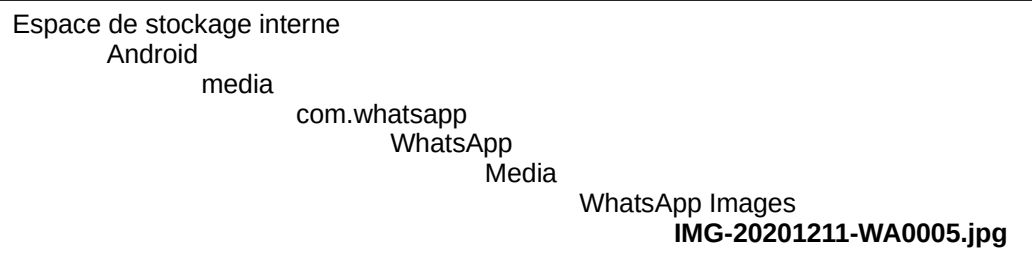 Espace de stockage interne
Android
media
com.whatsapp
WhatsApp
Media
WhatsApp Images
IMG-20201211-WA0005.jpg